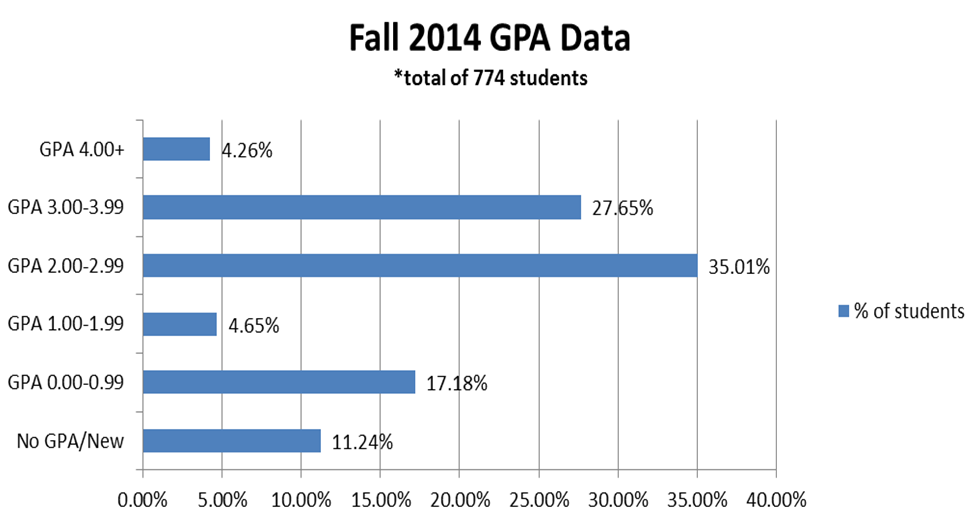 Fall 2014 GPA Data
*total of 774 students
GPA 4.00+
4.26%
GPA 3.00-3.99
27.65%
GPA 2.00-2.99
35.01%
GPA 1.00-1.99
4.65%
GPA 0.00-0.99
17.18%
No GPA/New
11.24%
% of students
0.00% 5.00% 10.00% 15.00% 20.00% 25.00% 30.00% 35.00% 40.00%